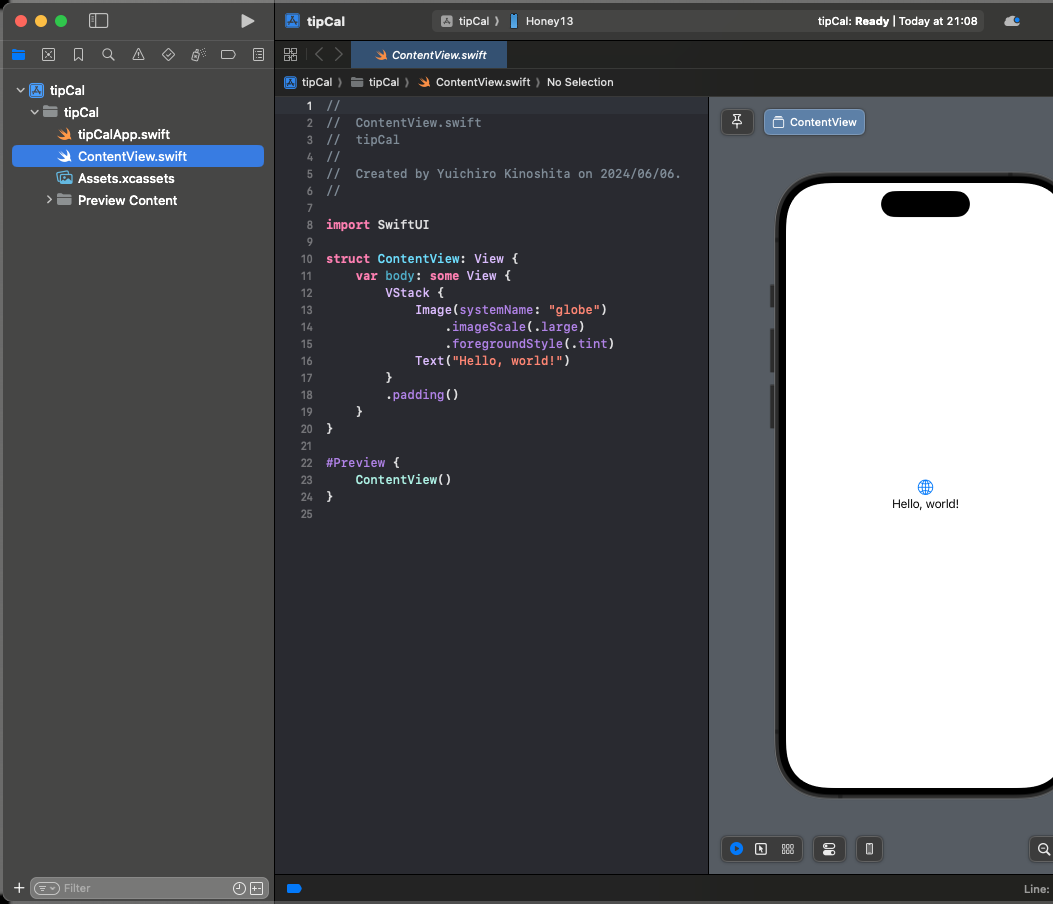 tipCal
tipCal
Honey13
tipCal: Ready | Today at 21:08
ContentView.swift
tipCal
tipCal
ContentView.swift
No Selection
tipCal
tipCal
tipCalApp.swift
ContentView.swift
Assets.xcassets
Preview Content
Filter
1 //
2 //  ContentView.swift
3 //  tipCal
4 //
5 //  Created by Yuichiro Kinoshita on 2024/06/06.
6 //
7
8 import SwiftUI
9
10 struct ContentView: View {
11     var body: some View {
12         VStack {
13             Image(systemName: "globe")
14                 .imageScale(.large)
15                 .foregroundStyle(.tint)
16             Text("Hello, world!")
17         }
18         .padding()
19     }
20 }
21
22 #Preview {
23     ContentView()
24 }
25
ContentView
Hello, world!
Line: